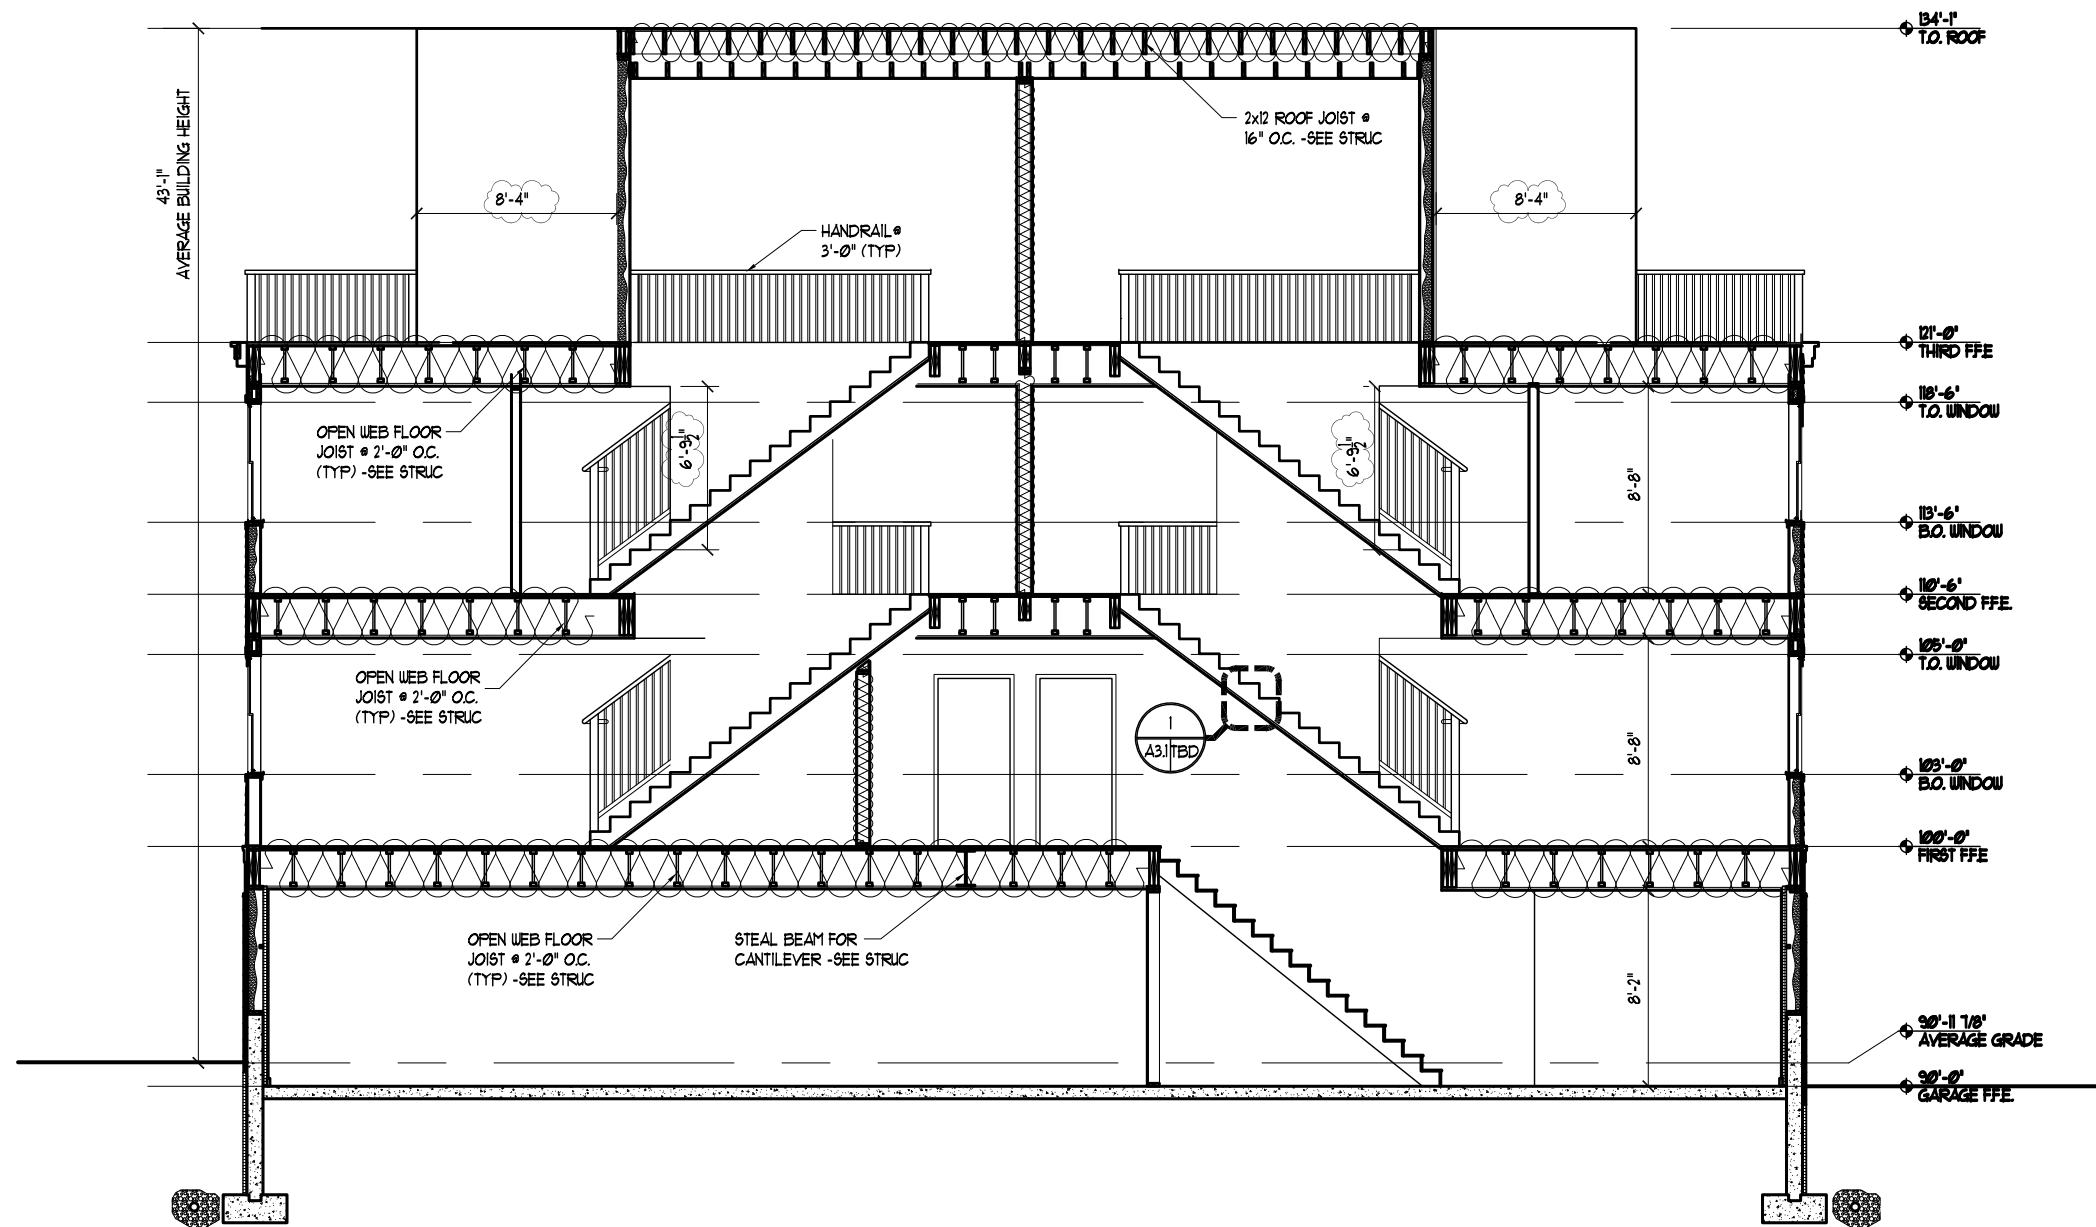 134'-1"
T.O. ROOF
43'-1"
AVERAGE BUILDING HEIGHT
2x12 ROOF JOIST @
16" O.C. -SEE STRUC
8'-4"
8'-4"
HANDRAIL @
3'-0" (TYP)
121'-0"
THIRD F.F.E
118'-6"
T.O. WINDOW
OPEN WEB FLOOR
JOIST @ 2'-0" O.C.
(TYP) -SEE STRUC
6'-9 1/2"
6'-9 1/2"
8'-8"
113'-6"
B.O. WINDOW
110'-6"
SECOND F.F.E.
105'-0"
T.O. WINDOW
OPEN WEB FLOOR
JOIST @ 2'-0" O.C.
(TYP) -SEE STRUC
1
A3.1TBD
8'-8"
103'-0"
B.O. WINDOW
100'-0"
FIRST F.F.E
OPEN WEB FLOOR
JOIST @ 2'-0" O.C.
(TYP) -SEE STRUC
STEAL BEAM FOR
CANTILEVER -SEE STRUC
8'-2"
90'-11 7/8"
AVERAGE GRADE
90'-0"
GARAGE F.F.E.